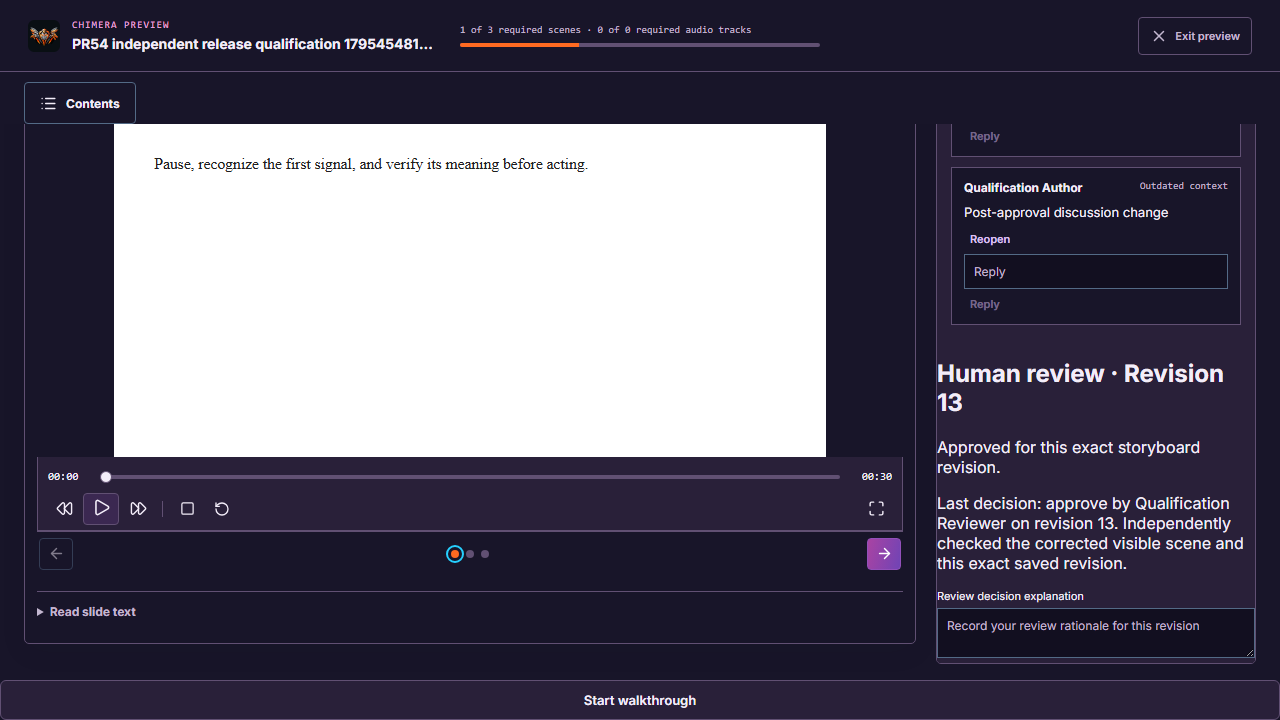 CHIMERA PREVIEW
PR54 independent release qualification 179545481...
1 of 3 required scenes · 0 of 0 required audio tracks
Exit preview
Contents
Pause, recognize the first signal, and verify its meaning before acting.
00:00
00:30
Read slide text
Reply
Qualification Author
Outdated context
Post-approval discussion change
Reopen
Reply
Reply
Human review · Revision
13
Approved for this exact storyboard
revision.
Last decision: approve by Qualification
Reviewer on revision 13. Independently
checked the corrected visible scene and
this exact saved revision.
Review decision explanation
Record your review rationale for this revision
Start walkthrough